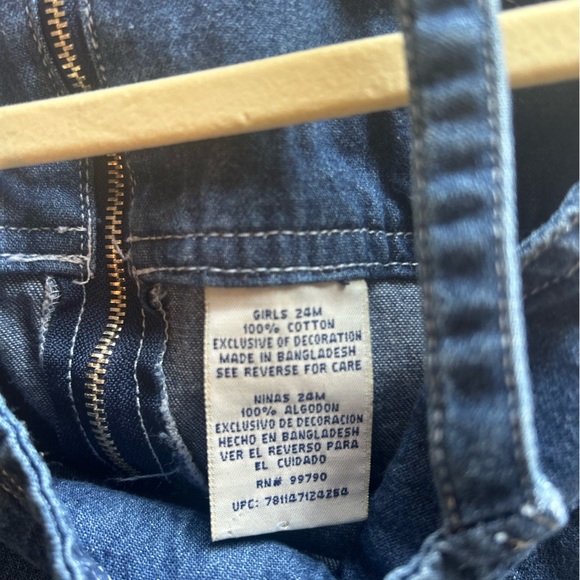 GIRLS 24M
100% COTTON
EXCLUSIVE OF DECORATION
MADE IN BANGLADESH
SEE REVERSE FOR CARE
NINAS 24M
100% ALGODON
EXCLUSIVO DE DECORACION
HECHO EN BANGLADESH
VER EL REVERSO PARA
EL CUIDADO
RN# 99790
UPC: 781147124254